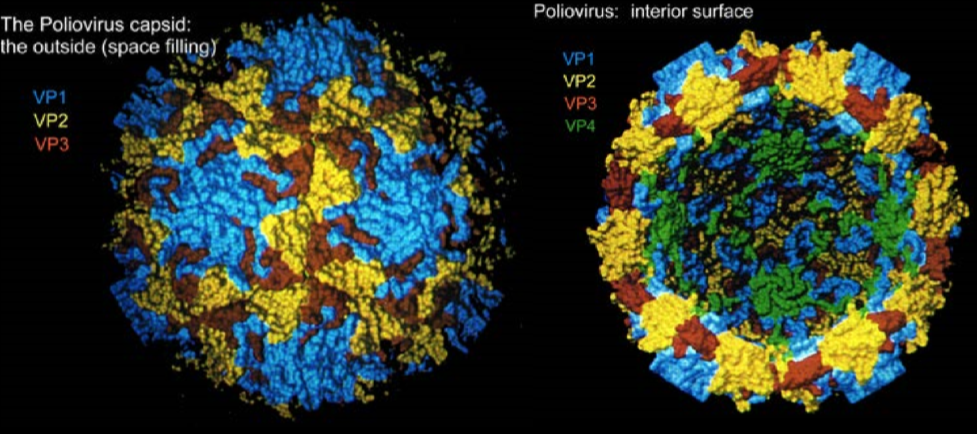 The Poliovirus capsid:
the outside (space filling)
VP1
VP2
VP3
Poliovirus: interior surface
VP1
VP2
VP3
VP4